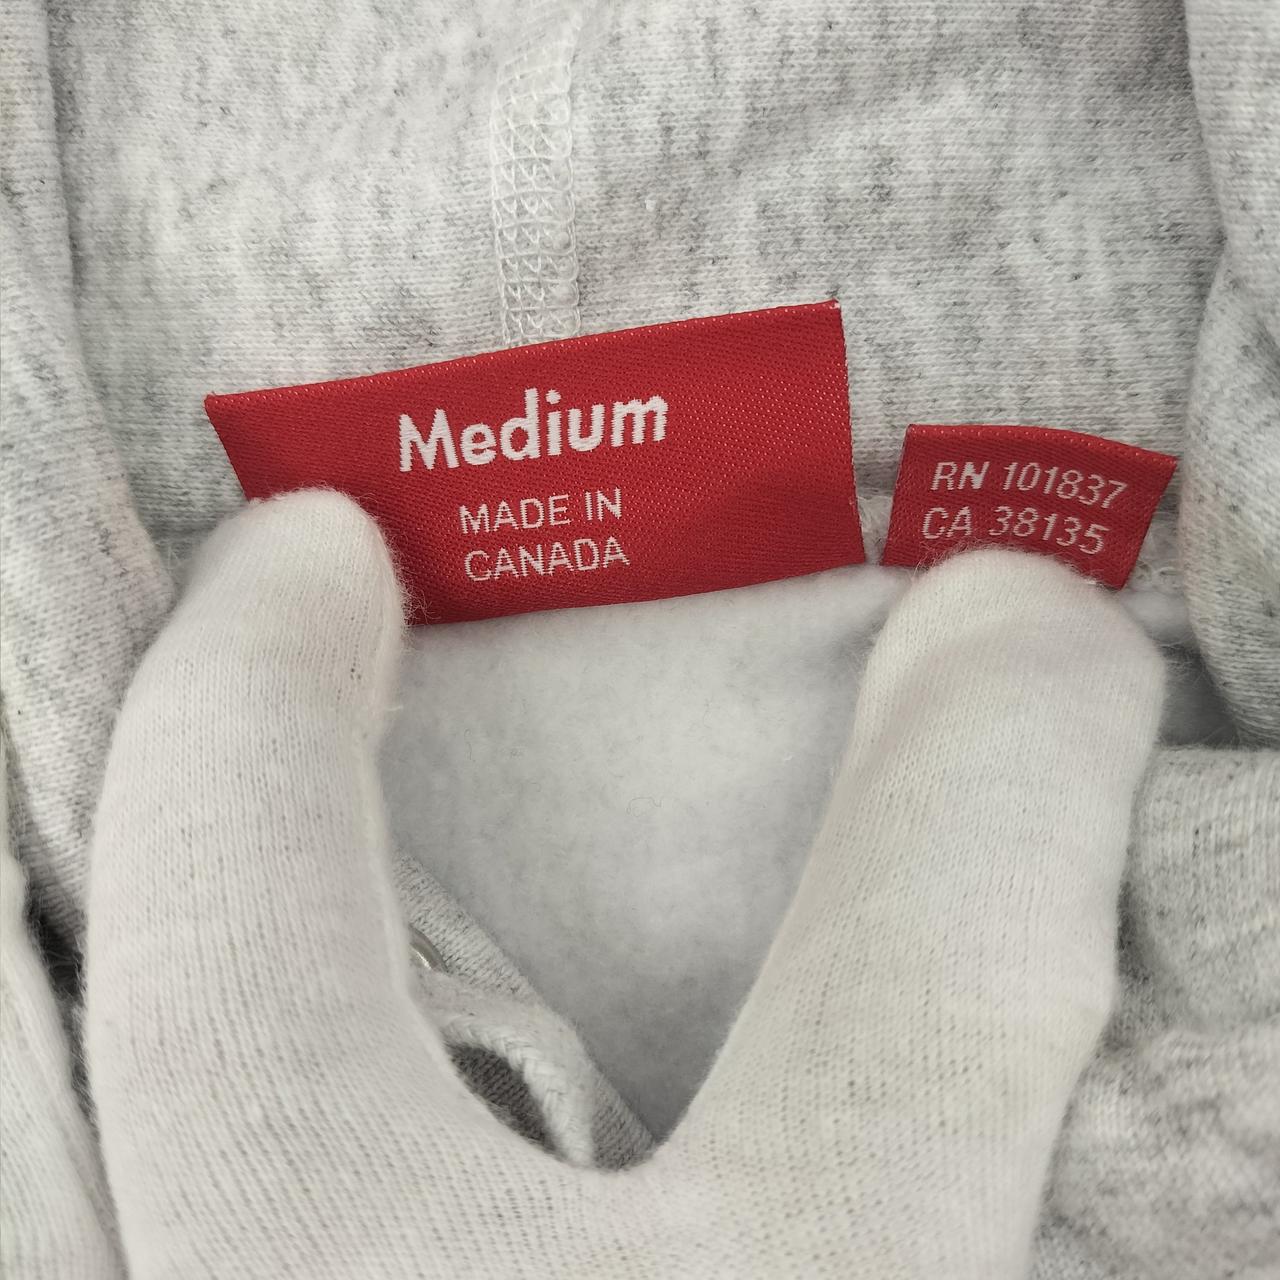 Medium
MADE IN
CANADA
RN 101837
CA 38135